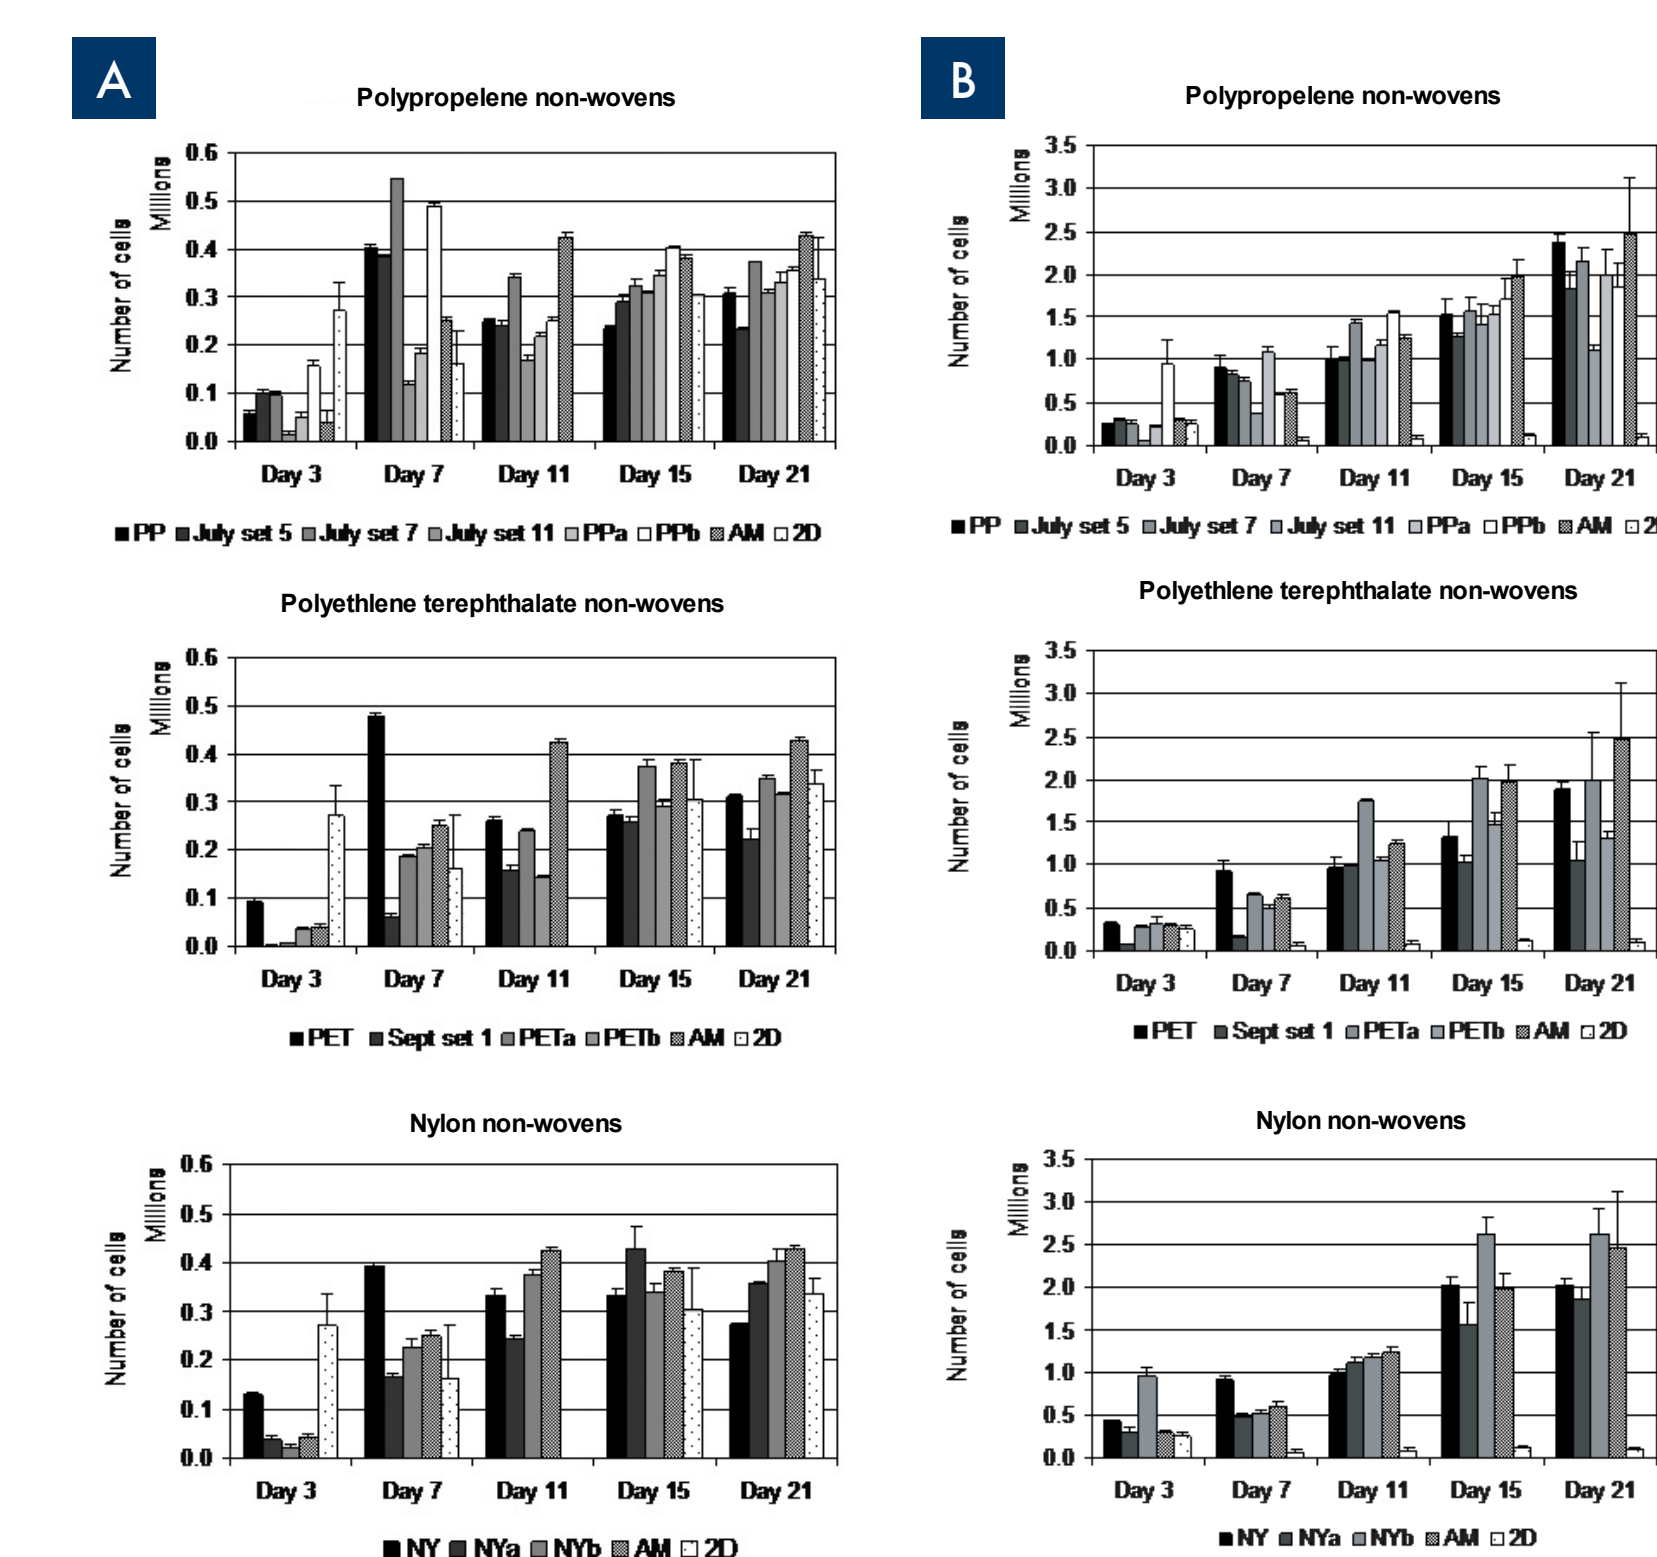 A
Polypropelene non-wovens
Number of cells
Millions
0.6
0.5
0.4
0.3
0.2
0.1
0.0
Day 3 Day 7 Day 11 Day 15 Day 21
PP July set 5 July set 7 July set 11 PPa PPb AM 2D
Polyethlene terephthalate non-wovens
Number of cells
Millions
0.6
0.5
0.4
0.3
0.2
0.1
0.0
Day 3 Day 7 Day 11 Day 15 Day 21
PET Sept set 1 PETa PETb AM 2D
Nylon non-wovens
Number of cells
Millions
0.6
0.5
0.4
0.3
0.2
0.1
0.0
Day 3 Day 7 Day 11 Day 15 Day 21
NY NYa NYb AM 2D
B
Polypropelene non-wovens
Number of cells
Millions
3.5
3.0
2.5
2.0
1.5
1.0
0.5
0.0
Day 3 Day 7 Day 11 Day 15 Day 21
PP July set 5 July set 7 July set 11 PPa PPb AM
Polyethlene terephthalate non-wovens
Number of cells
Millions
3.5
3.0
2.5
2.0
1.5
1.0
0.5
0.0
Day 3 Day 7 Day 11 Day 15 Day 21
PET Sept set 1 PETa PETb AM 2D
Nylon non-wovens
Number of cells
Millions
3.5
3.0
2.5
2.0
1.5
1.0
0.5
0.0
Day 3 Day 7 Day 11 Day 15 Day 21
NY NYa NYb AM 2D